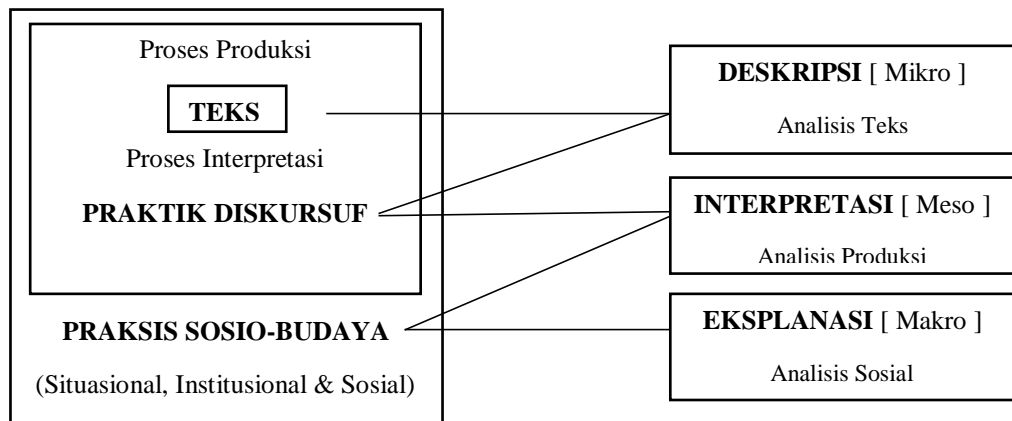 Proses Produksi
TEKS
Proses Interpretasi
PRAKTIK DISKURSUF
PRAKSIS SOSIO-BUDAYA
(Situasional, Institusional & Sosial)
DESKRIPSI [ Mikro ]
Analisis Teks
INTERPRETASI [ Meso ]
Analisis Produksi
EKSPLANASI [ Makro ]
Analisis Sosial